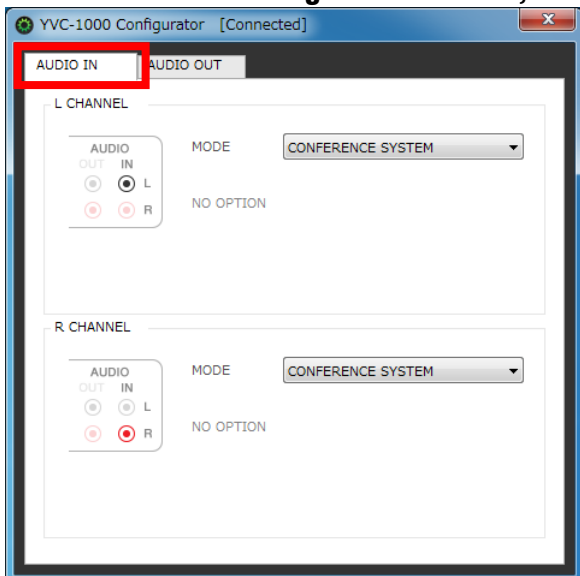 YVC-1000 Configurator [Connected]
AUDIO IN AUDIO OUT
L CHANNEL
AUDIO
OUT IN
L
R
MODE CONFERENCE SYSTEM
NO OPTION
R CHANNEL
AUDIO
OUT IN
L
R
MODE CONFERENCE SYSTEM
NO OPTION